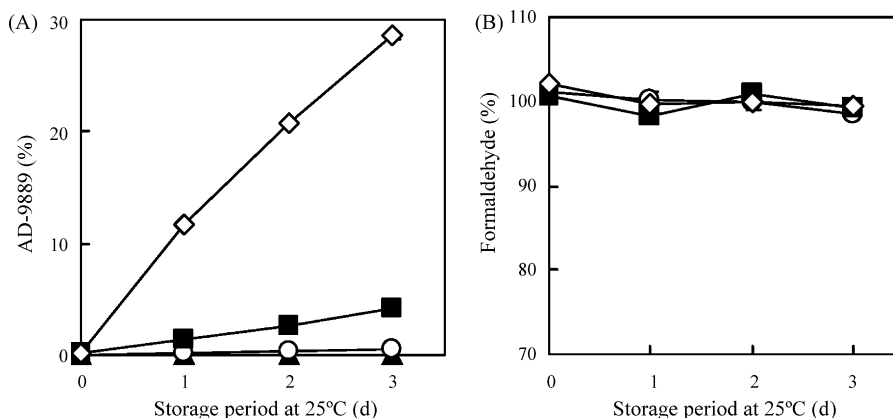 (A)
30
20
10
0
AD-9889 (%)
0 1 2 3
Storage period at 25ºC (d)
(B)
110
100
90
80
70
Formaldehyde (%)
0 1 2 3
Storage period at 25ºC (d)